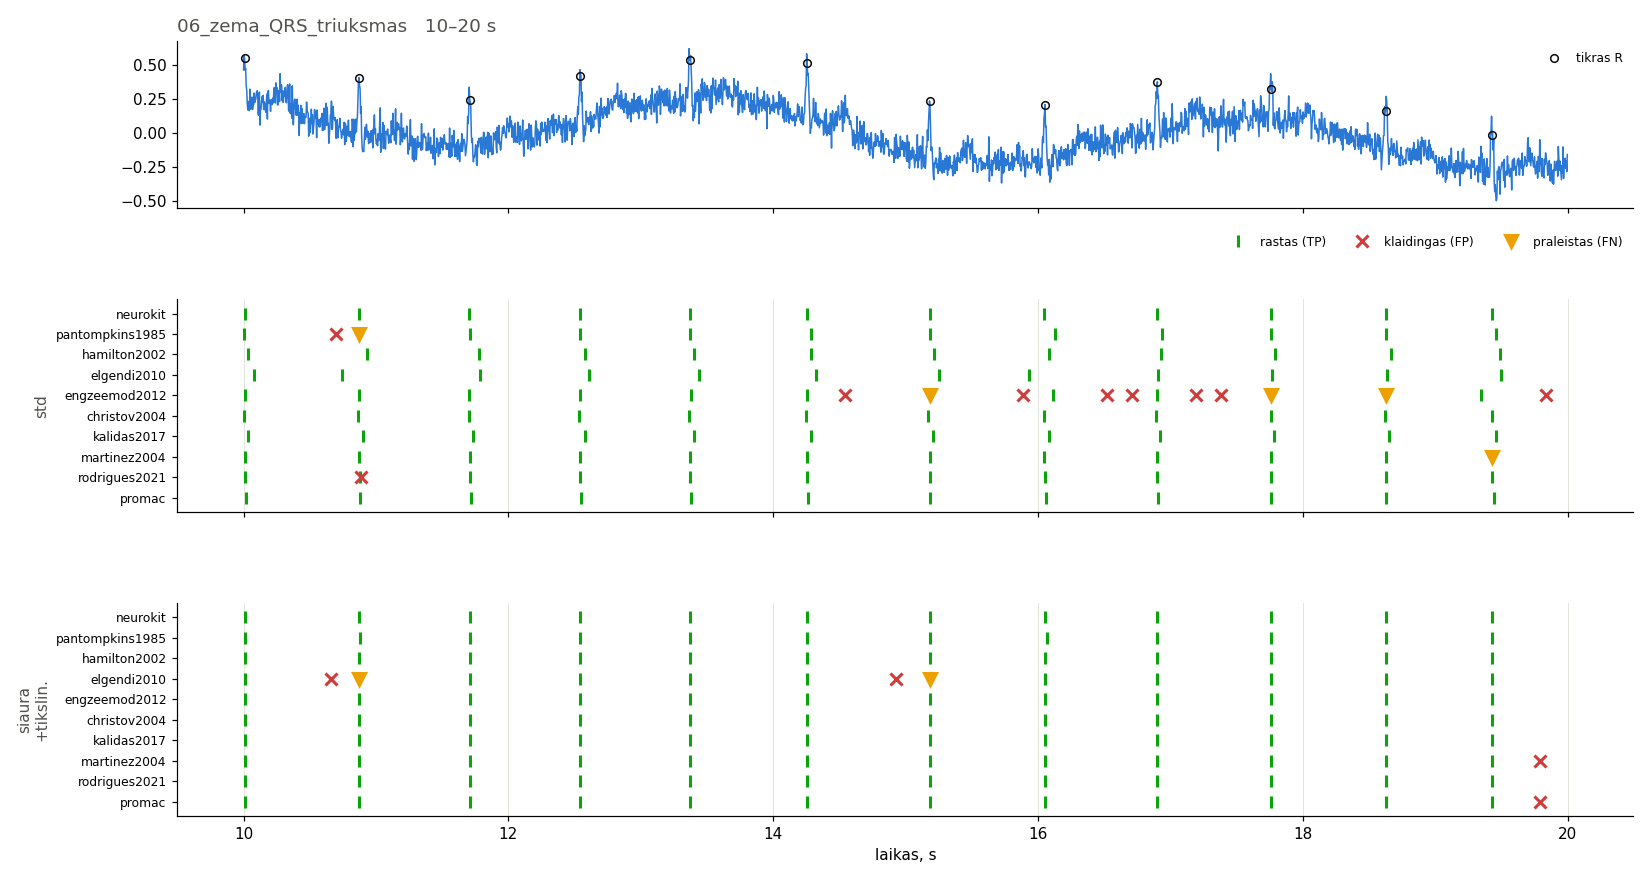 06_zema_QRS_triuksmas 10–20 s
tikras R
0.50
0.25
0.00
−0.25
−0.50
rastas (TP) klaidingas (FP) praleistas (FN)
std
neurokit
pantompkins1985
hamilton2002
elgendi2010
engzeemod2012
christov2004
kalidas2017
martinez2004
rodrigues2021
promac
siaura
+tikslin.
neurokit
pantompkins1985
hamilton2002
elgendi2010
engzeemod2012
christov2004
kalidas2017
martinez2004
rodrigues2021
promac
10 12 14 16 18 20
laikas, s